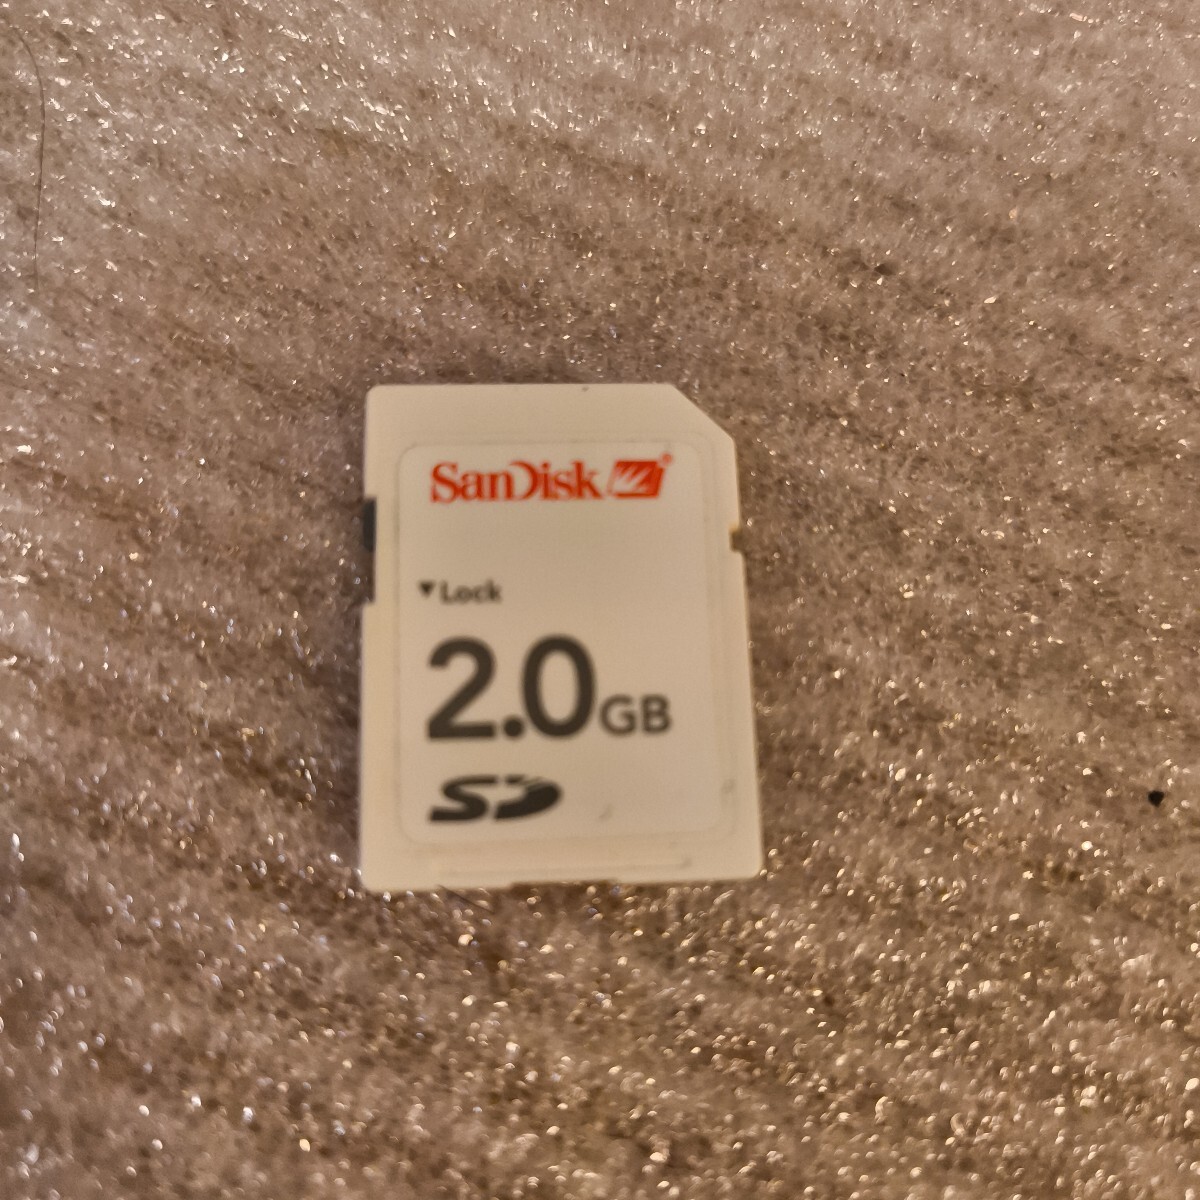 SanDisk
▼Lock
2.0GB
SD